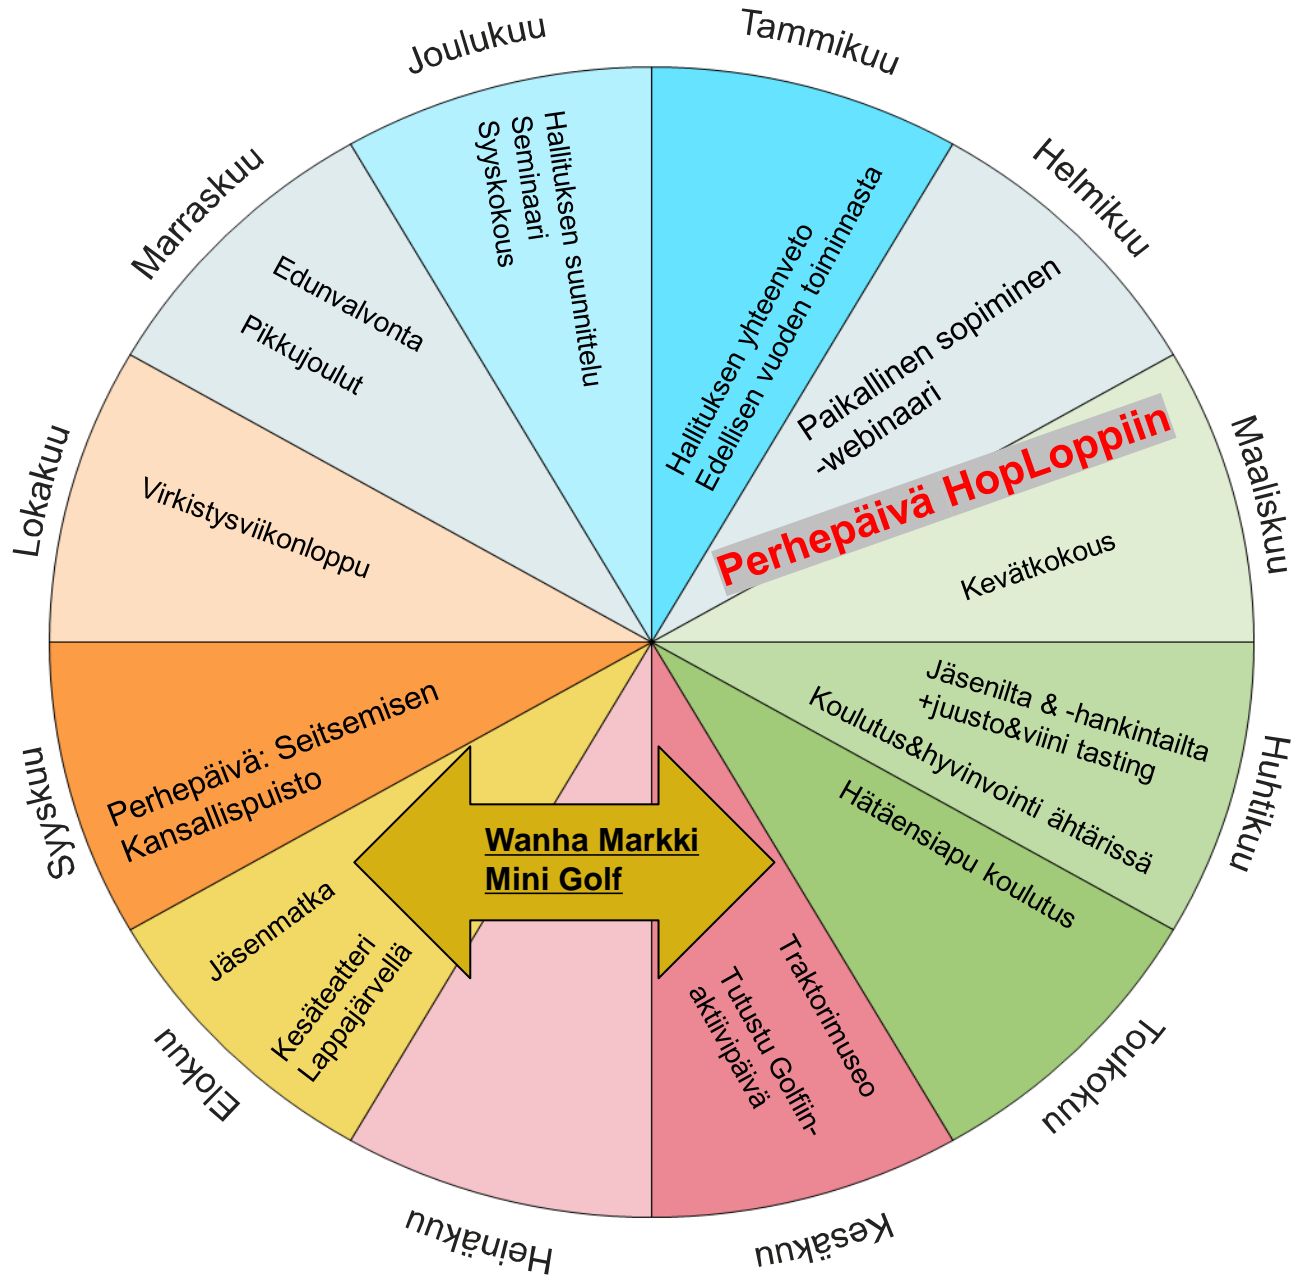 Tammikuu
Hallituksen yhteenveto
Edellisen vuoden toiminnasta
Helmikuu
Paikallinen sopiminen
-webinaari
Perhepäivä HopLoppiin
Maaliskuu
Kevätkokous
Huhtikuu
Jäsenilta & -hankintailta
+juusto&viini tasting
Koulutus&hyvinvointi ähtärissä
Toukokuu
Hätäensiapu koulutus
Kesäkuu
Traktorimuseo
Tutustu Golfiin-
aktiivipäivä
Wanha Markki
Mini Golf
Heinäkuu
Elokuu
Jäsenmatka
Kesäteatteri
Lappajärvellä
Syyskuu
Perhepäivä: Seitsemisen
Kansallispuisto
Lokakuu
Virkistysviikonloppu
Marraskuu
Edunvalvonta
Pikkujoulut
Joulukuu
Hallituksen suunnittelu
Seminaari
Syyskokous